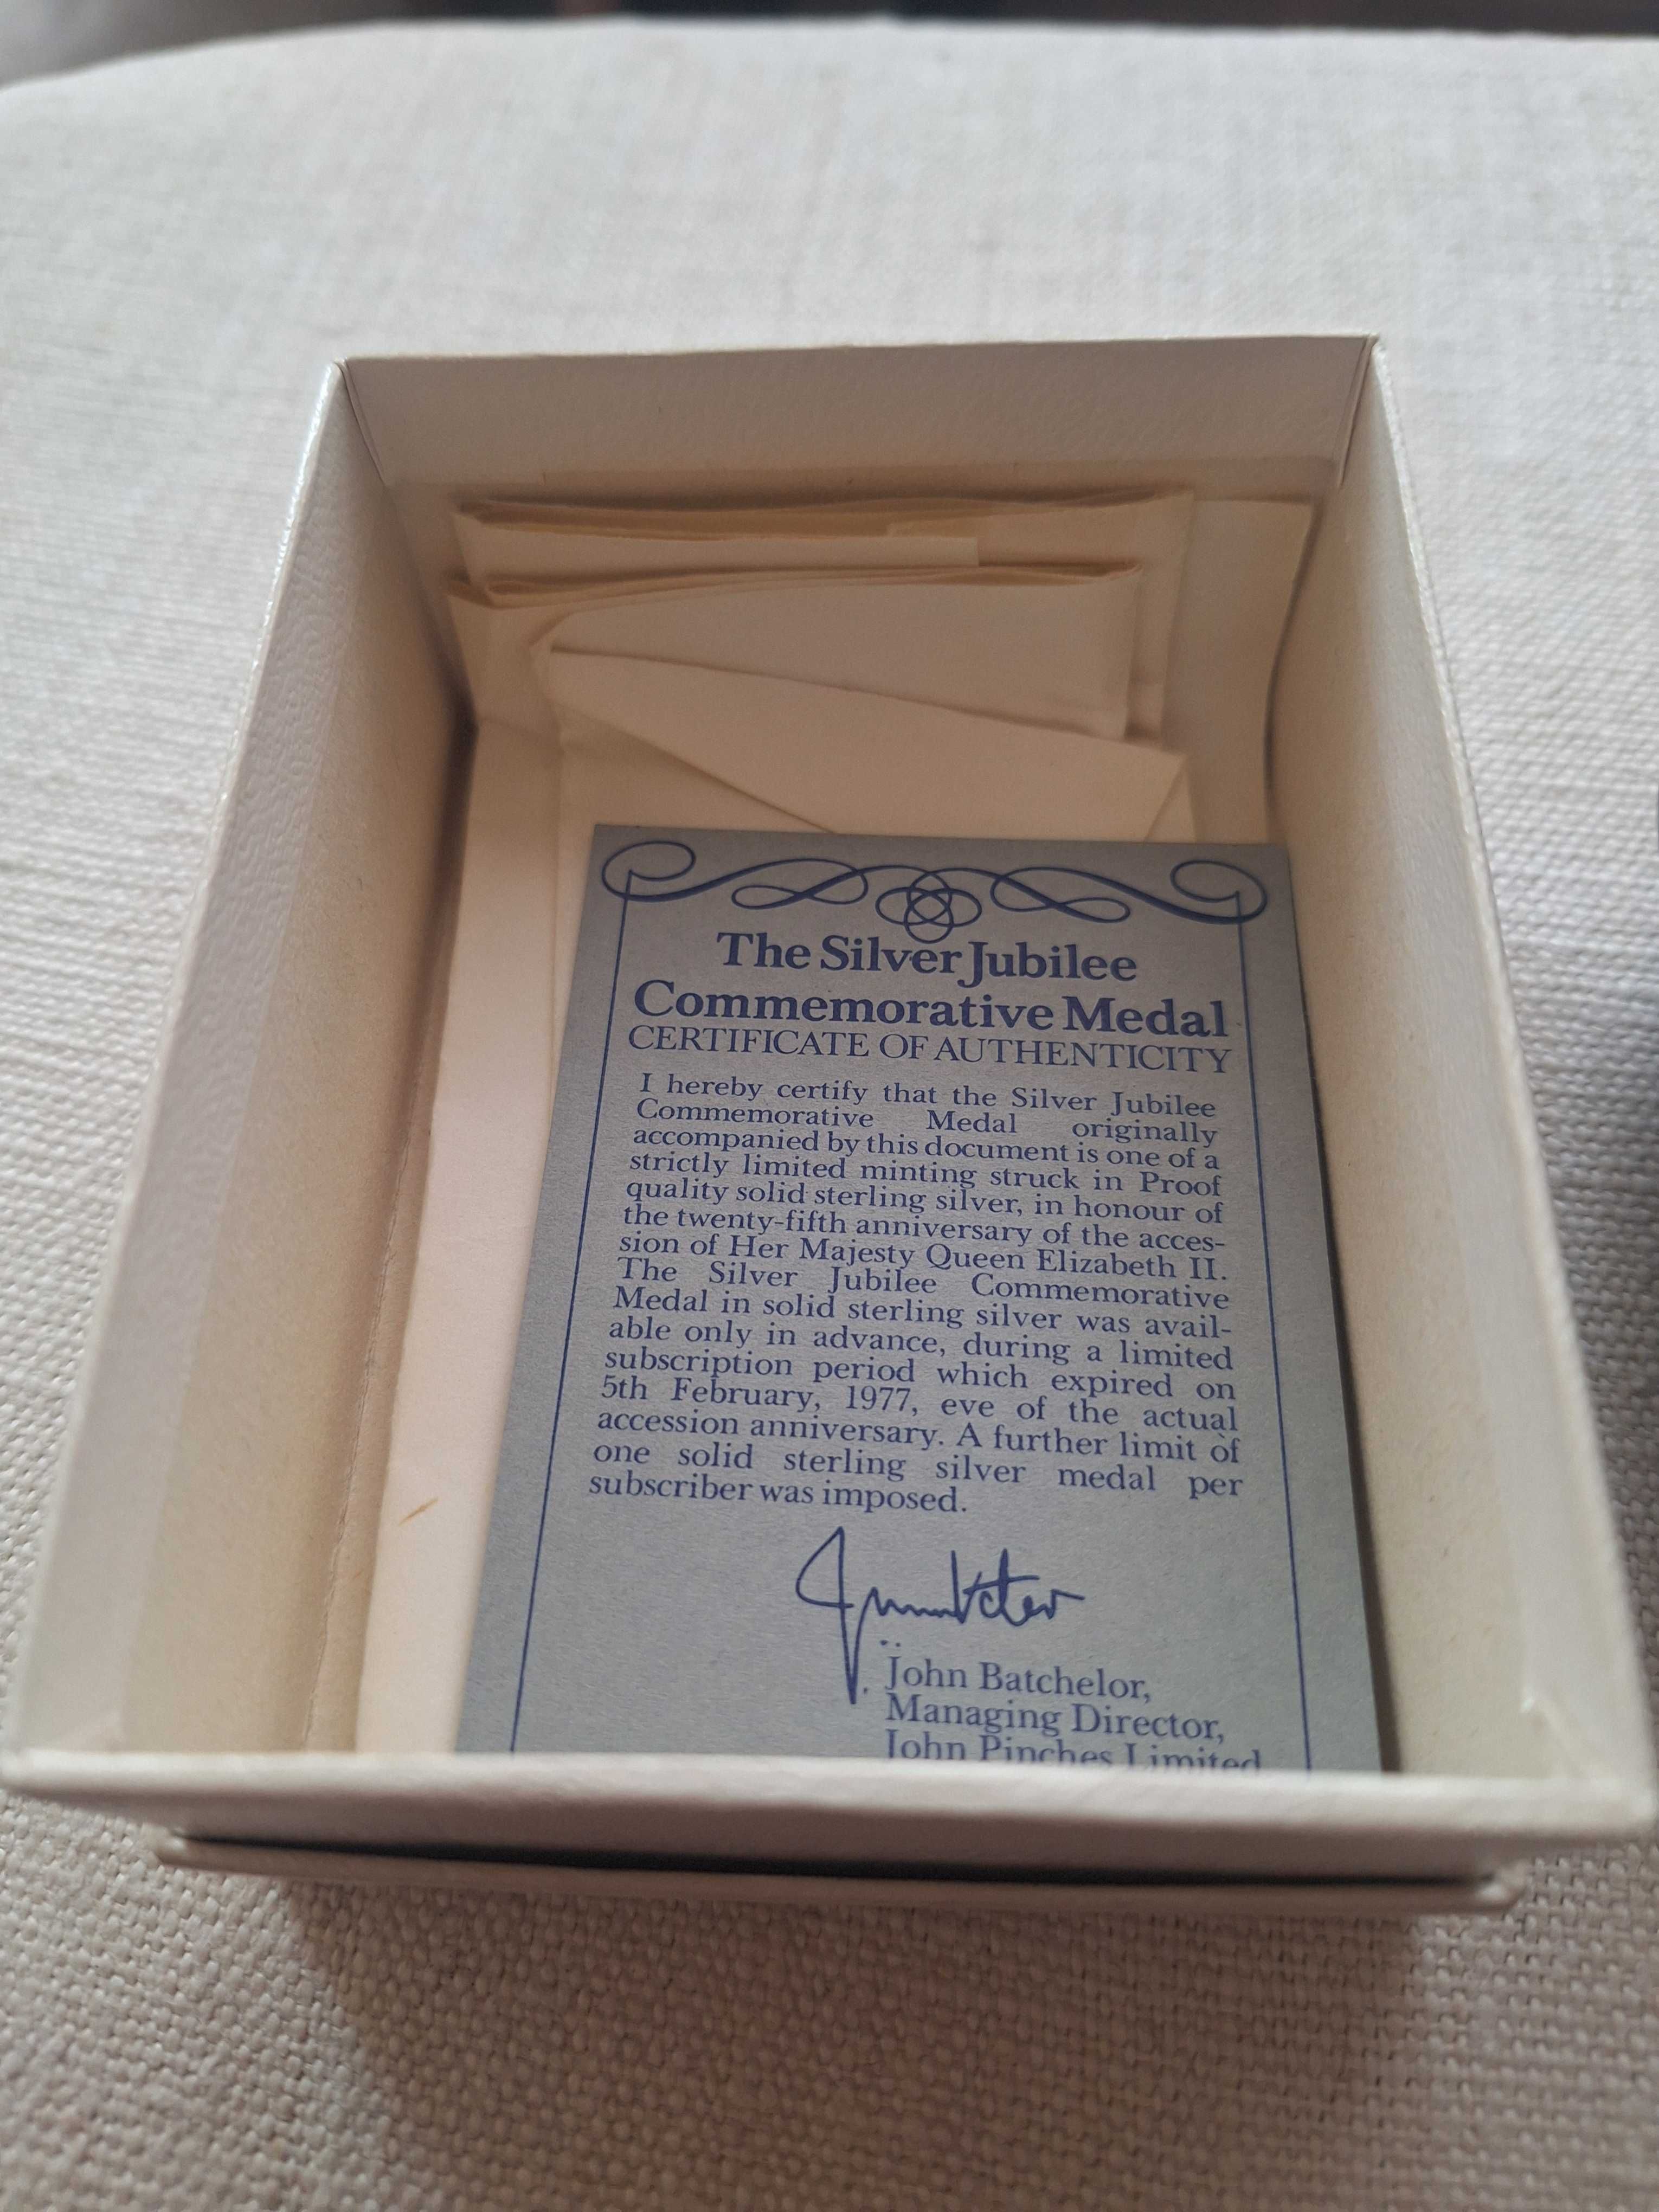 The Silver Jubilee
Commemorative Medal
CERTIFICATE OF AUTHENTICITY
I hereby certify that the Silver Jubilee
Commemorative Medal originally
accompanied by this document is one of a
strictly limited minting struck in Proof
quality solid sterling silver, in honour of
the twenty-fifth anniversary of the acces-
sion of Her Majesty Queen Elizabeth II.
The Silver Jubilee Commemorative
Medal in solid sterling silver was avail-
able only in advance, during a limited
subscription period which expired on
5th February, 1977, eve of the actual
accession anniversary. A further limit of
one solid sterling silver medal per
subscriber was imposed.
John Batchelor,
Managing Director,
John Pinches Limited